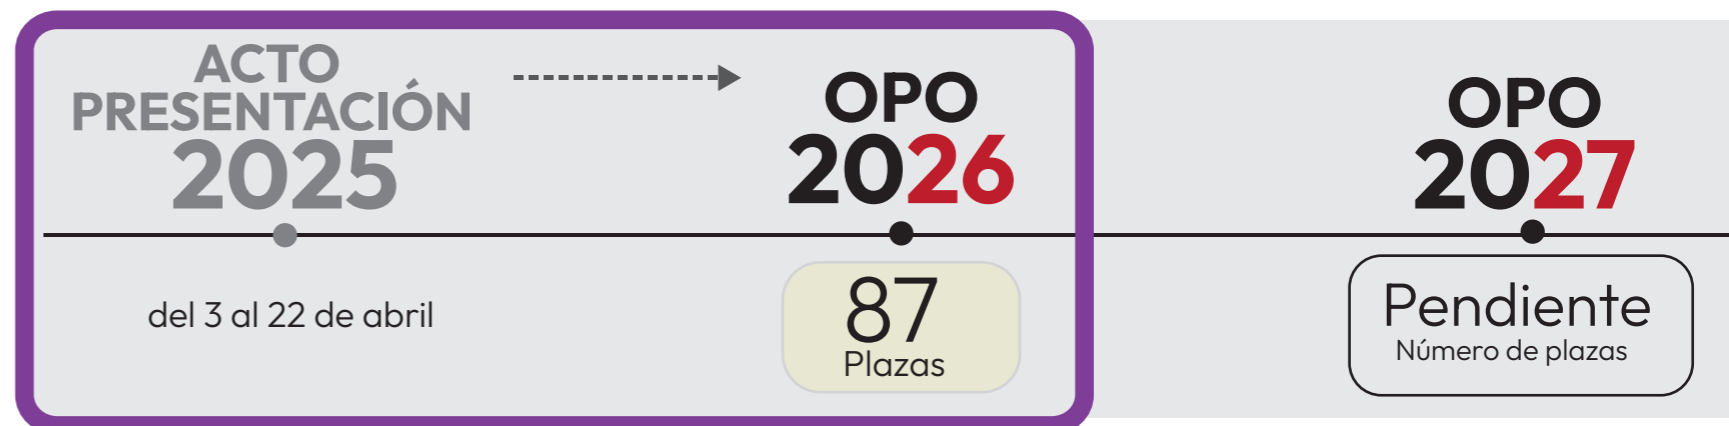 ACTO
PRESENTACIÓN
2025
del 3 al 22 de abril
OPO
2026
87
Plazas
OPO
2027
Pendiente
Número de plazas